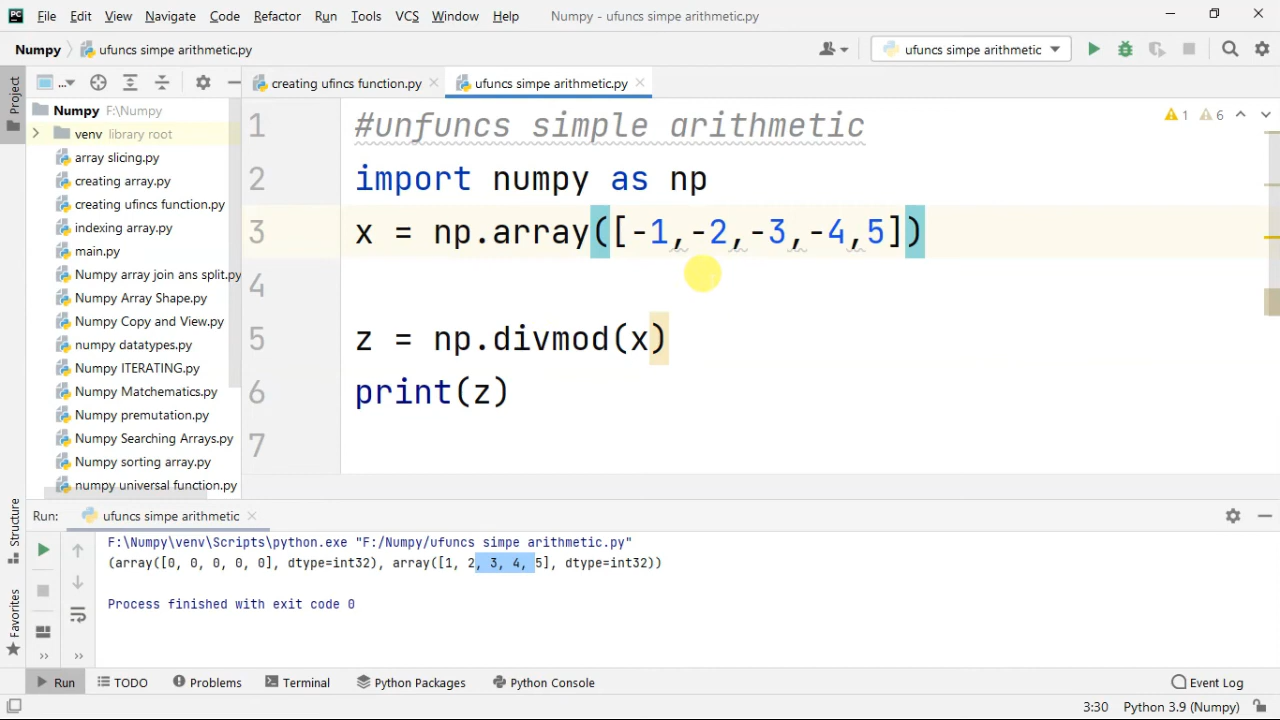 File Edit View Navigate Code Refactor Run Tools VCS Window Help Numpy - ufuncs simpe arithmetic.py
Numpy ufuncs simpe arithmetic.py ufuncs simpe arithmetic
Project ... creating ufincs function.py ufuncs simpe arithmetic.py
Numpy F:\Numpy
venv library root
array slicing.py
creating array.py
creating ufincs function.py
indexing array.py
main.py
Numpy array join ans split.py
Numpy Array Shape.py
Numpy Copy and View.py
numpy datatypes.py
Numpy ITERATING.py
Numpy Matchematics.py
Numpy premutation.py
Numpy Searching Arrays.py
Numpy sorting array.py
numpy universal function.py
1 #unfuncs simple arithmetic
2 import numpy as np
3 x = np.array([-1,-2,-3,-4,5])
4
5 z = np.divmod(x)
6 print(z)
7
1 6
Structure
Favorites
Run: ufuncs simpe arithmetic
F:\Numpy\venv\Scripts\python.exe "F:/Numpy/ufuncs simpe arithmetic.py"
(array([0, 0, 0, 0, 0], dtype=int32), array([1, 2, 3, 4, 5], dtype=int32))
Process finished with exit code 0
Run TODO Problems Terminal Python Packages Python Console Event Log
3:30 Python 3.9 (Numpy)